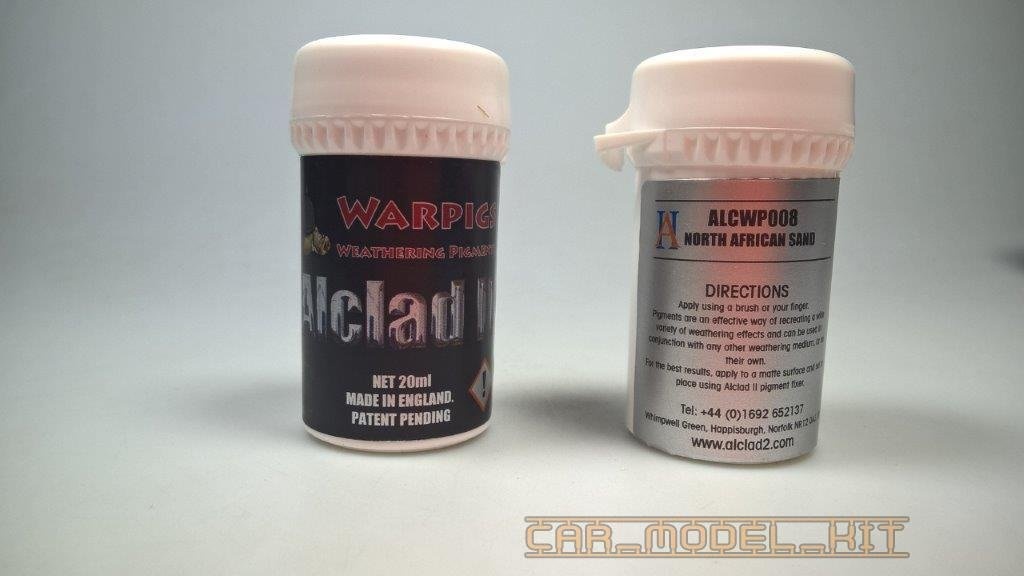 WARPIGS
WEATHERING PIGMENT
Alclad II
NET 20ml
MADE IN ENGLAND.
PATENT PENDING
ALCWP008
NORTH AFRICAN SAND
DIRECTIONS
Apply using a brush or your finger.
Pigments are an effective way of recreating a wide
variety of weathering effects and can be used in
conjunction with any other weathering medium, or on
their own.
For the best results, apply to a matte surface and
place using Alclad II pigment fixer.
Tel: +44 (0)1692 652137
Whimpwell Green, Happisburgh, Norfolk NR12
www.alclad2.com
CAR_MODEL_KIT